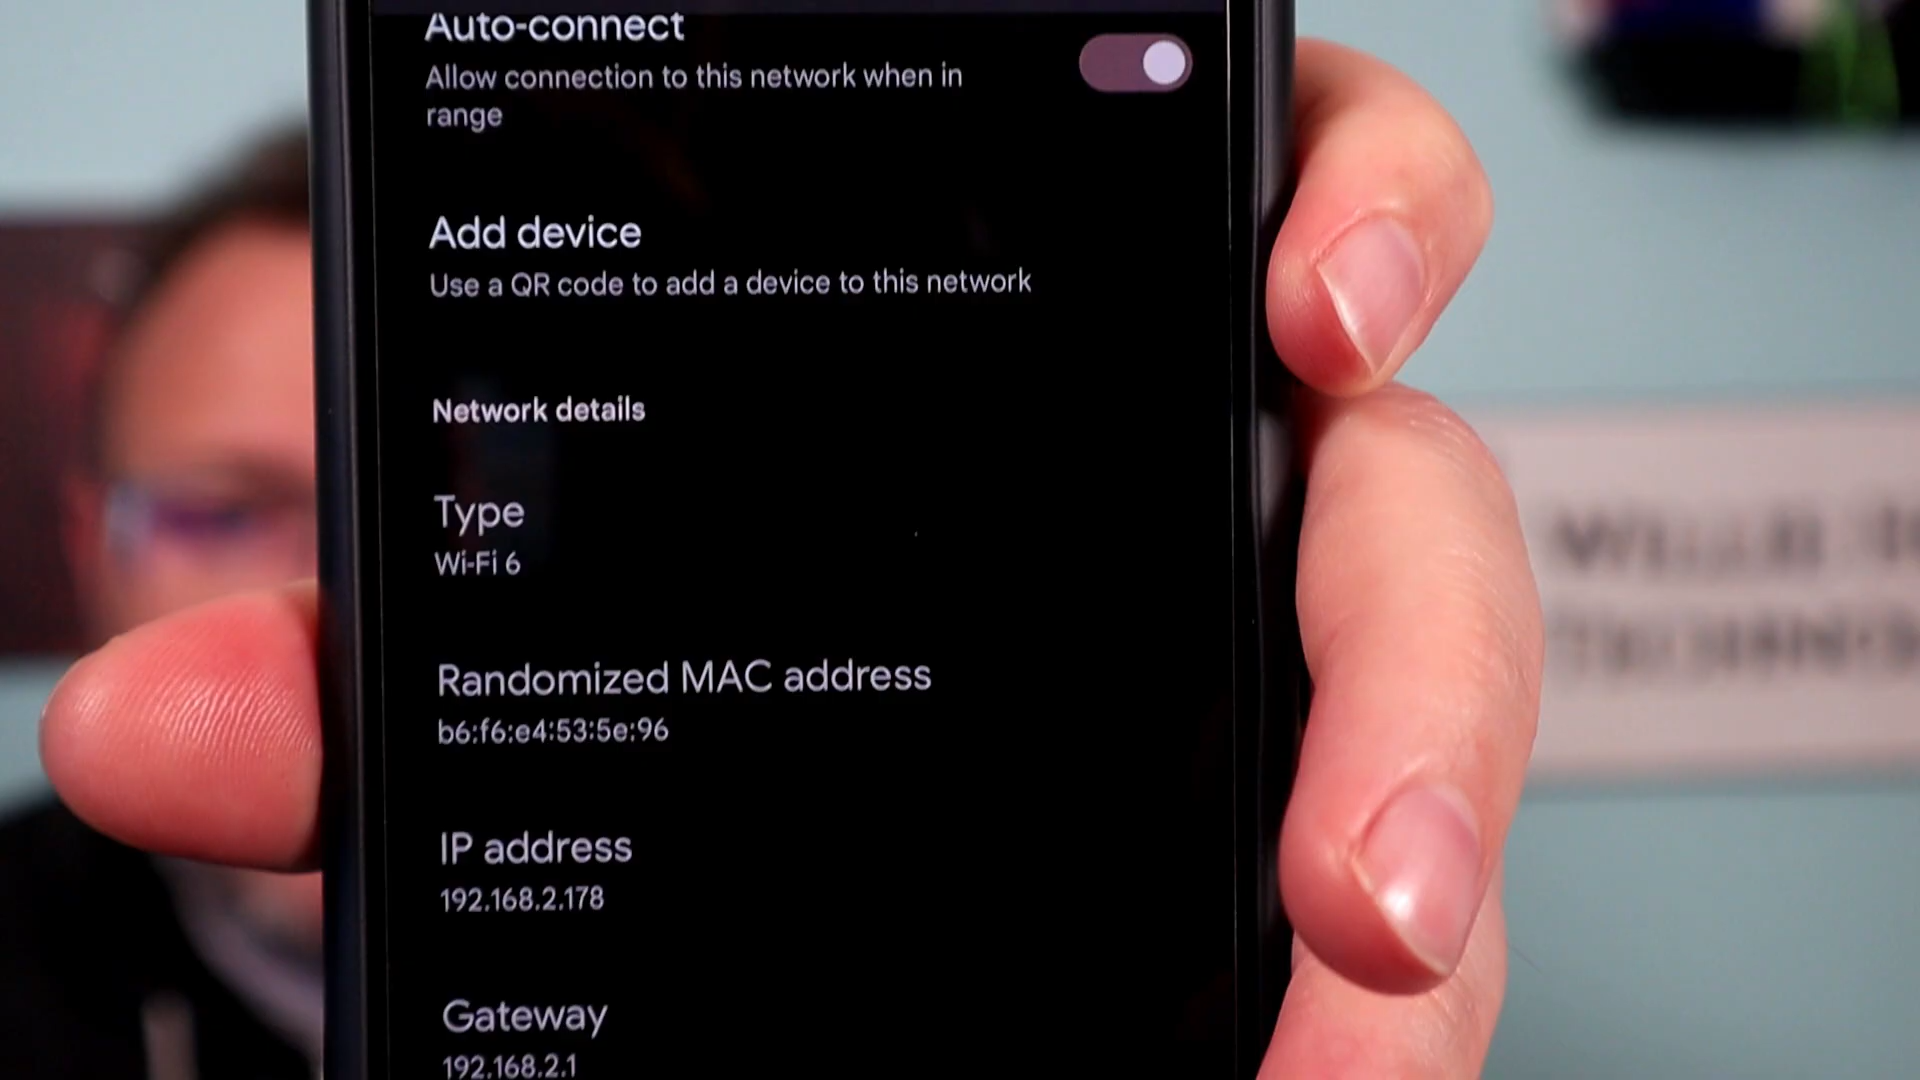 Auto-connect
Allow connection to this network when in
range
Add device
Use a QR code to add a device to this network
Network details
Type
Wi-Fi 6
Randomized MAC address
b6:f6:e4:53:5e:96
IP address
192.168.2.178
Gateway
192.168.2.1